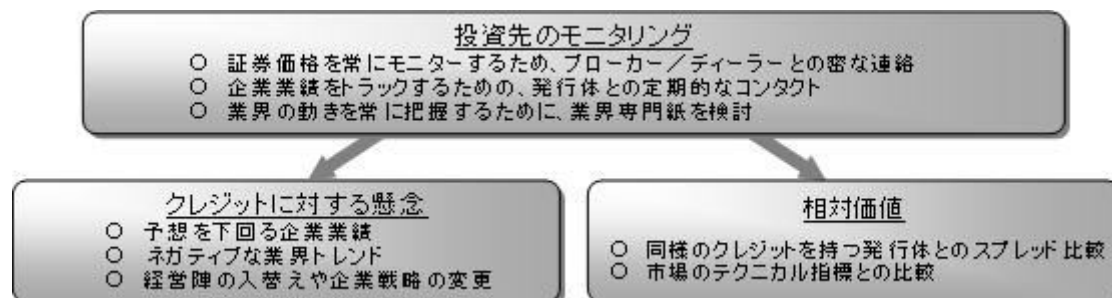 投資先のモニタリング
○ 証券価格を常にモニターするため、ブローカー／ディーラーとの密な連絡
○ 企業業績をトラックするための、発行体との定期的なコンタクト
○ 業界の動きを常に把握するために、業界専門紙を検討
クレジットに対する懸念
○ 予想を下回る企業業績
○ ネガティブな業界トレンド
○ 経営陣の入替えや企業戦略の変更
相対価値
○ 同様のクレジットを持つ発行体とのスプレッド比較
○ 市場のテクニカル指標との比較